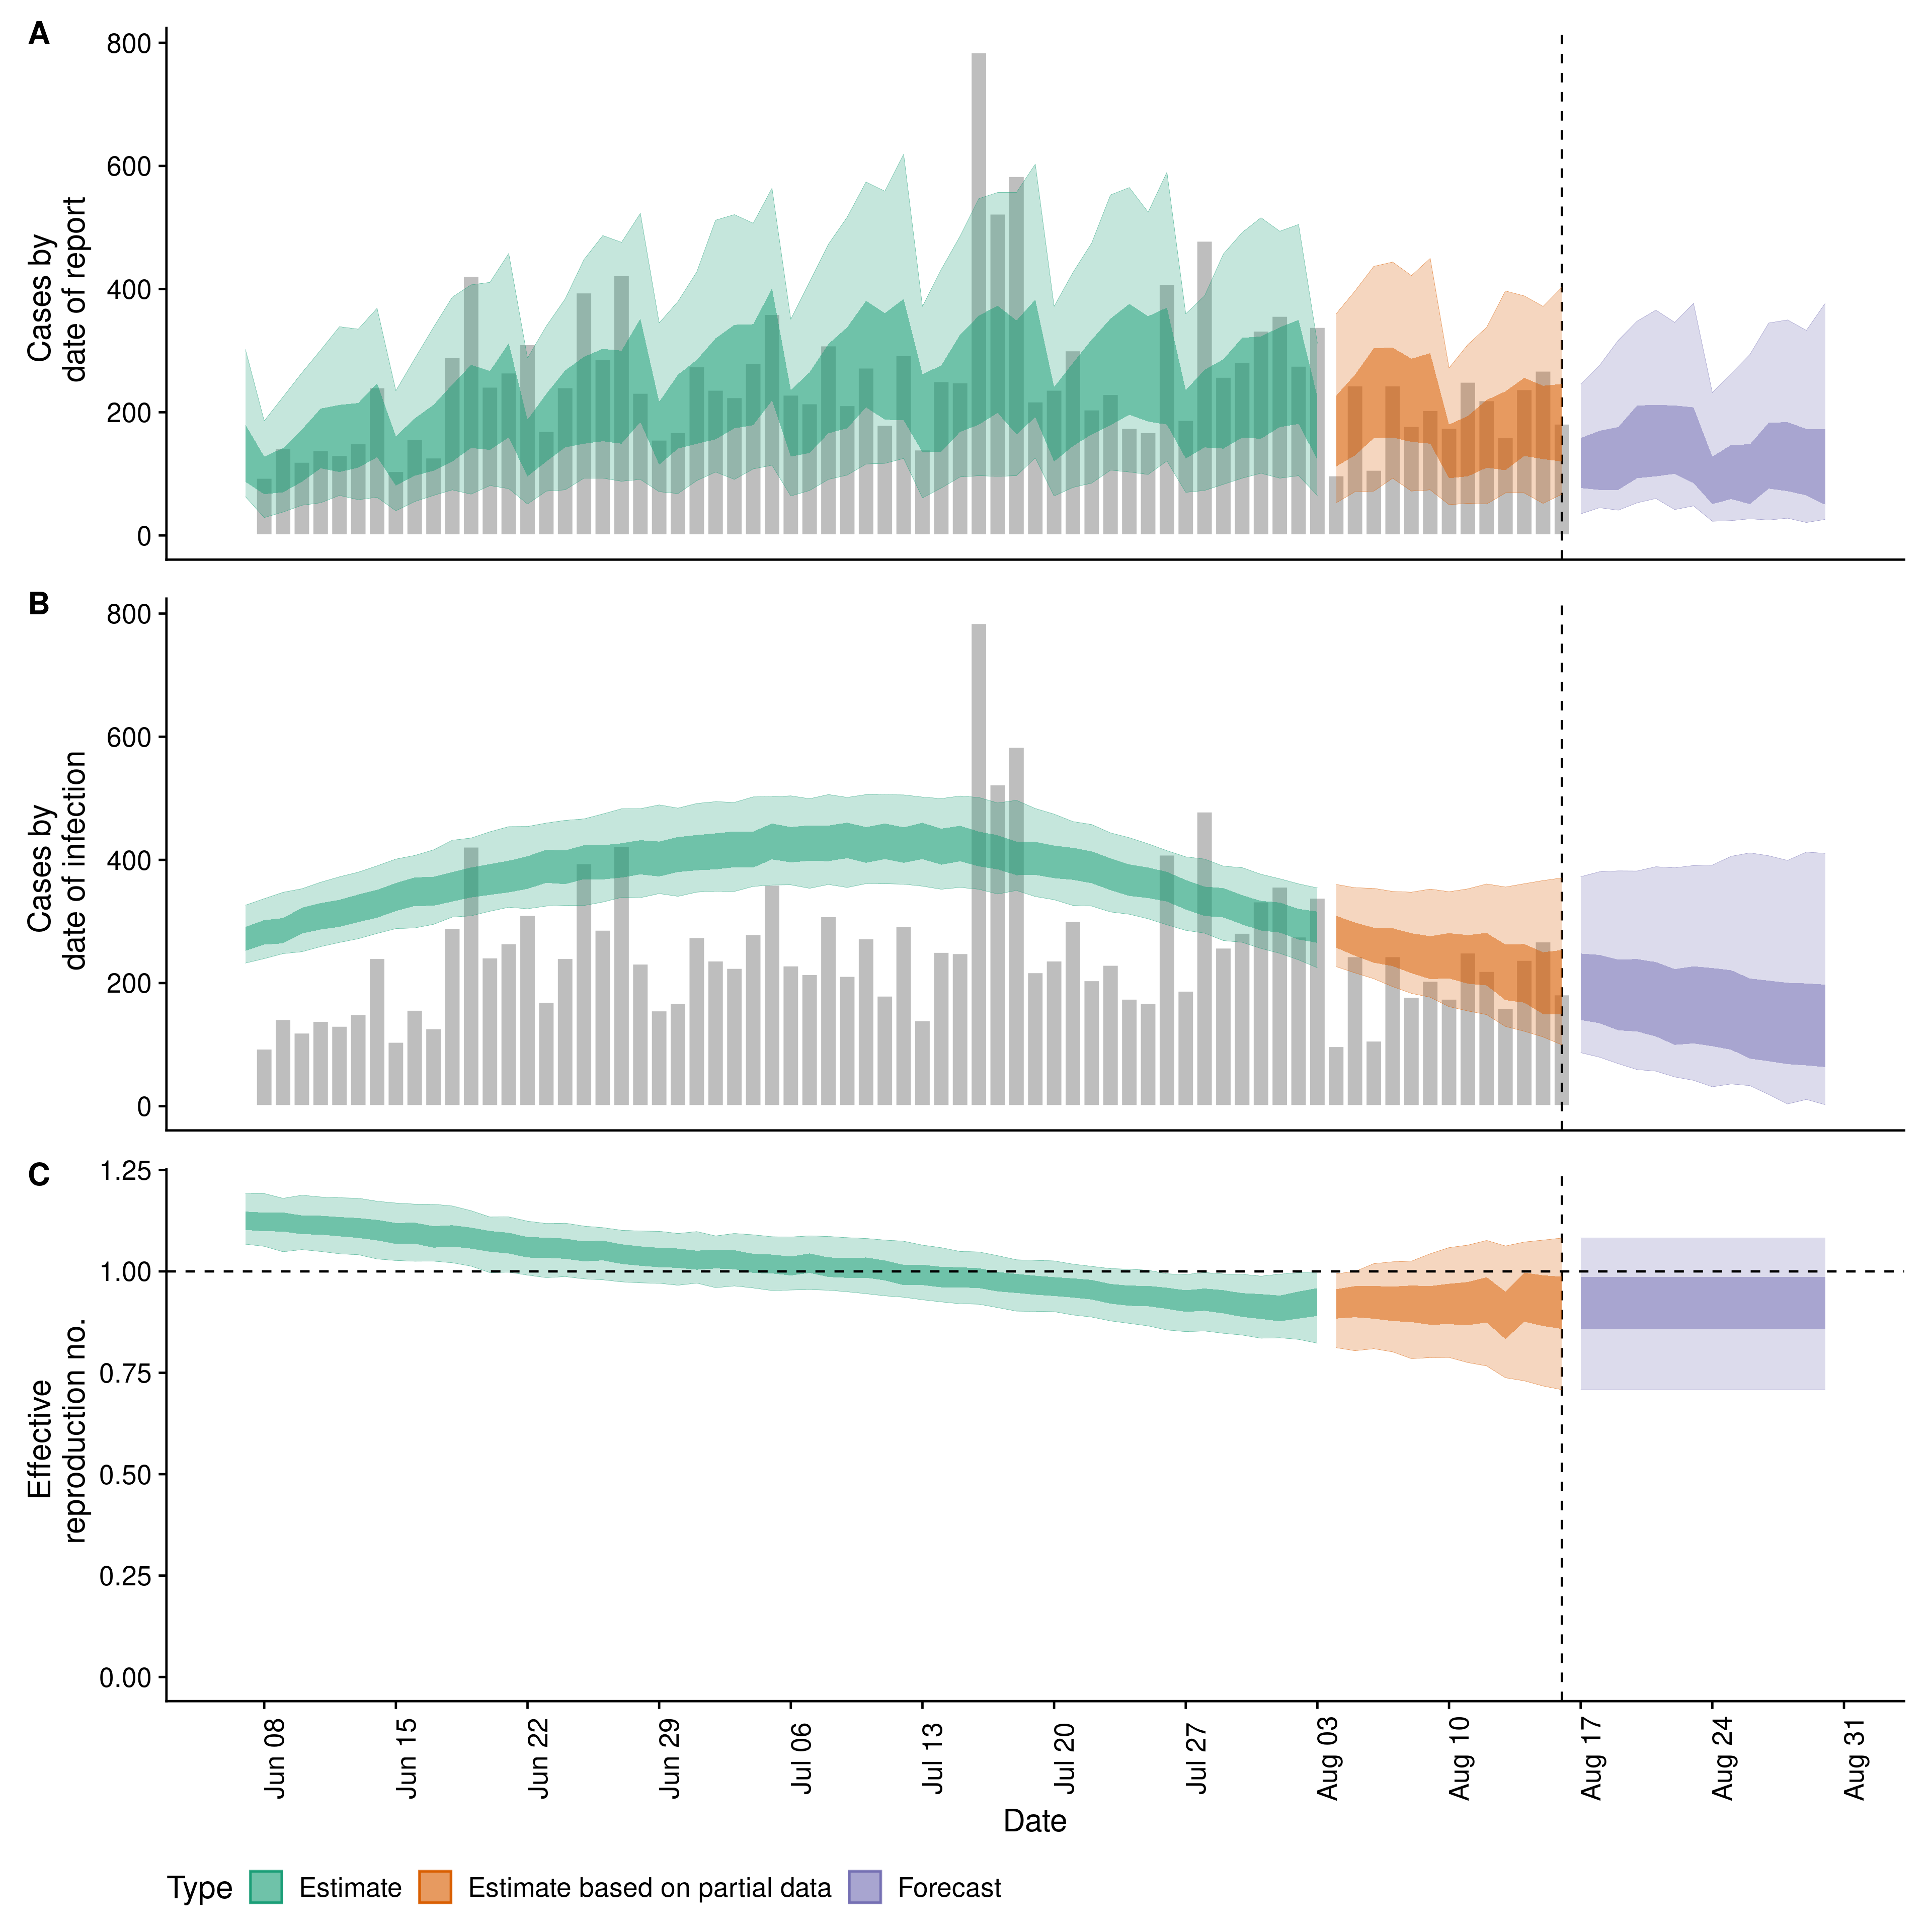 A
Cases by
date of report
800
600
400
200
0
B
Cases by
date of infection
800
600
400
200
0
C
Effective
reproduction no.
1.25
1.00
0.75
0.50
0.25
0.00
Jun 08
Jun 15
Jun 22
Jun 29
Jul 06
Jul 13
Jul 20
Jul 27
Aug 03
Aug 10
Aug 17
Aug 24
Aug 31
Date
Type Estimate Estimate based on partial data Forecast